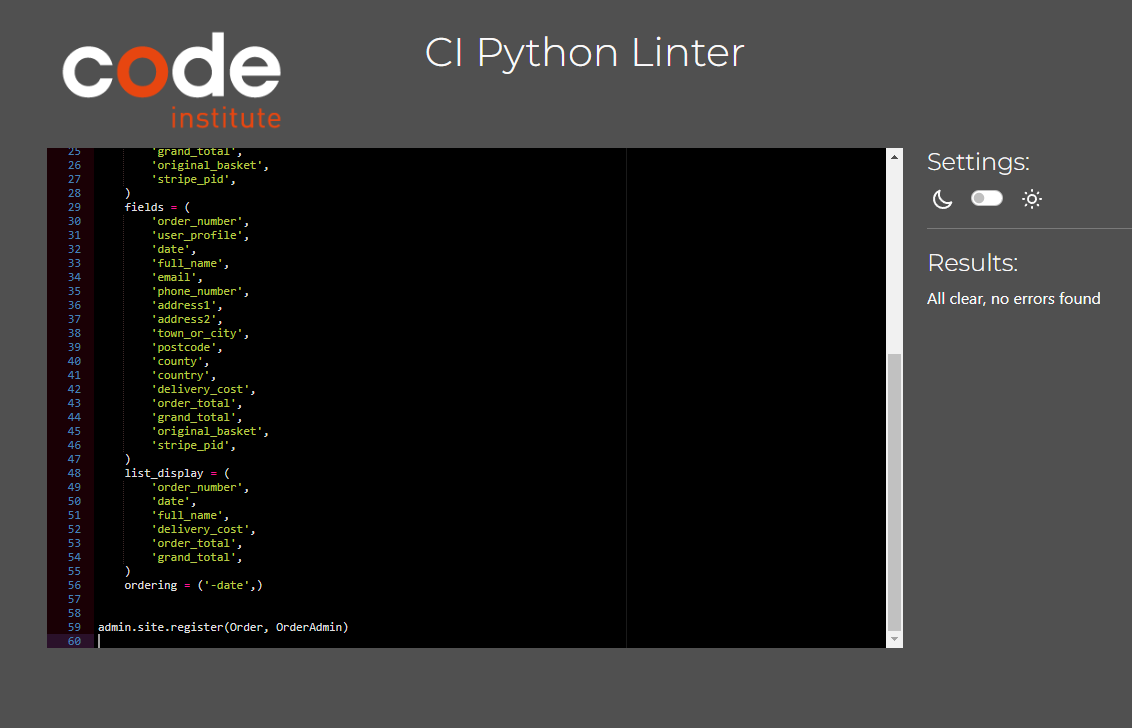 code
institute
CI Python Linter
25 'grand_total',
26 'original_basket',
27 'stripe_pid',
28 )
29 fields = (
30 'order_number',
31 'user_profile',
32 'date',
33 'full_name',
34 'email',
35 'phone_number',
36 'address1',
37 'address2',
38 'town_or_city',
39 'postcode',
40 'county',
41 'country',
42 'delivery_cost',
43 'order_total',
44 'grand_total',
45 'original_basket',
46 'stripe_pid',
47 )
48 list_display = (
49 'order_number',
50 'date',
51 'full_name',
52 'delivery_cost',
53 'order_total',
54 'grand_total',
55 )
56 ordering = ('-date',)
57
58
59 admin.site.register(Order, OrderAdmin)
60
Settings:
Results:
All clear, no errors found